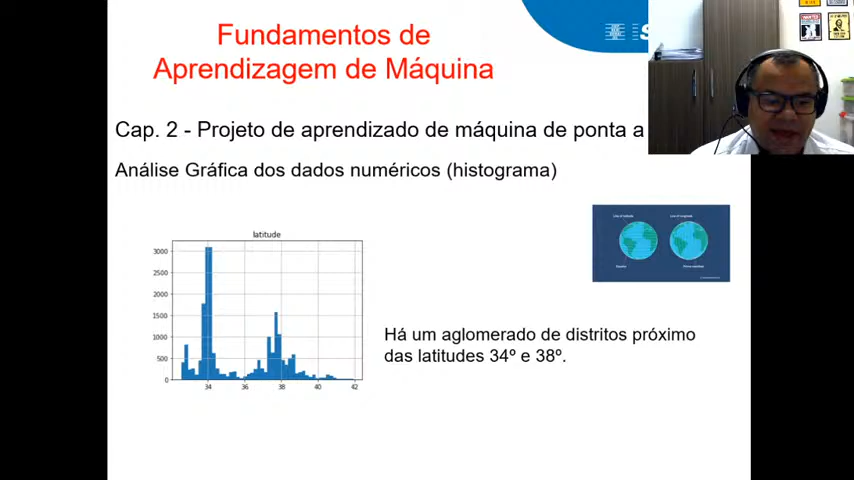 Fundamentos de
Aprendizagem de Máquina
Cap. 2 - Projeto de aprendizado de máquina de ponta a
Análise Gráfica dos dados numéricos (histograma)
latitude
3000
2500
2000
1500
1000
500
0
34
36
38
40
42
Há um aglomerado de distritos próximo
das latitudes 34º e 38º.
WANTED